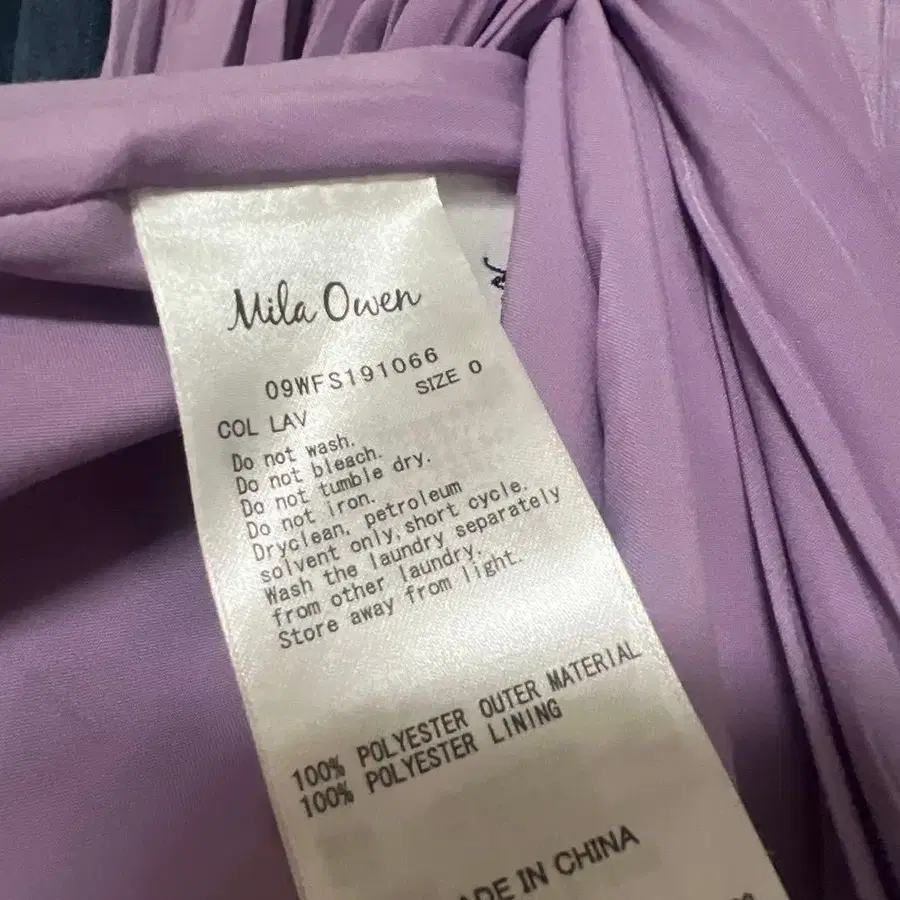 Mila Owen
09WFS191066
SIZE 0
COL LAV
Do not wash.
Do not bleach.
Do not tumble dry.
Do not iron.
Dryclean, petroleum
solvent only, short cycle.
Wash the laundry separately
from other laundry.
Store away from light.
100% POLYESTER OUTER MATERIAL
100% POLYESTER LINING
IN CHINA